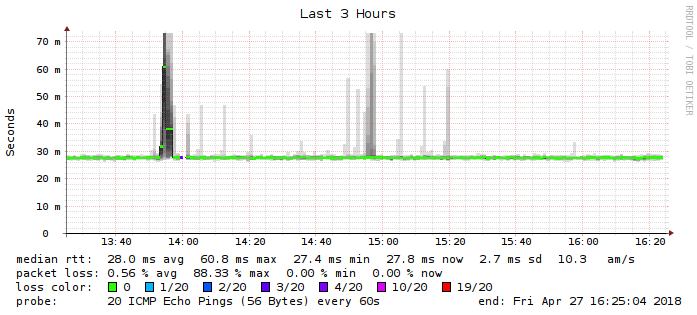 Last 3 Hours
RRDTOOL / TOBI OETIKER
Seconds
70 m
60 m
50 m
40 m
30 m
20 m
10 m
0
13:40 14:00 14:20 14:40 15:00 15:20 15:40 16:00 16:20
median rtt: 28.0 ms avg 60.8 ms max 27.4 ms min 27.8 ms now 2.7 ms sd 10.3 am/s
packet loss: 0.56 % avg 88.33 % max 0.00 % min 0.00 % now
loss color: 0 1/20 2/20 3/20 4/20 10/20 19/20
probe: 20 ICMP Echo Pings (56 Bytes) every 60s end: Fri Apr 27 16:25:04 2018